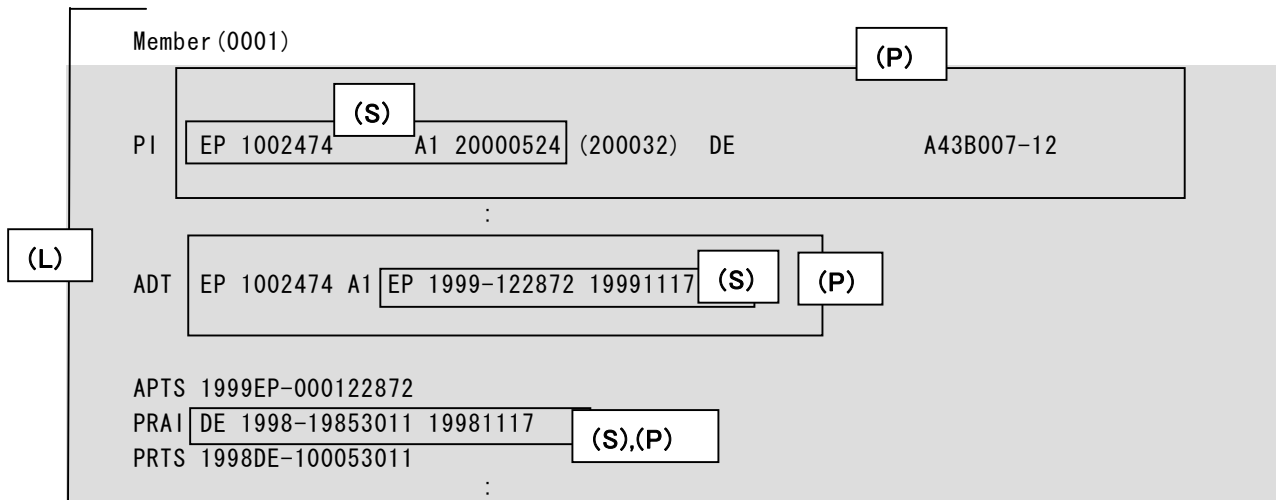 Member(0001)
(P)
(S)
PI EP 1002474 A1 20000524 (200032) DE A43B007-12
:
(L)
ADT EP 1002474 A1 EP 1999-122872 19991117 (S) (P)
APTS 1999EP-000122872
PRAI DE 1998-19853011 19981117
(S),(P)
PRTS 1998DE-100053011
: